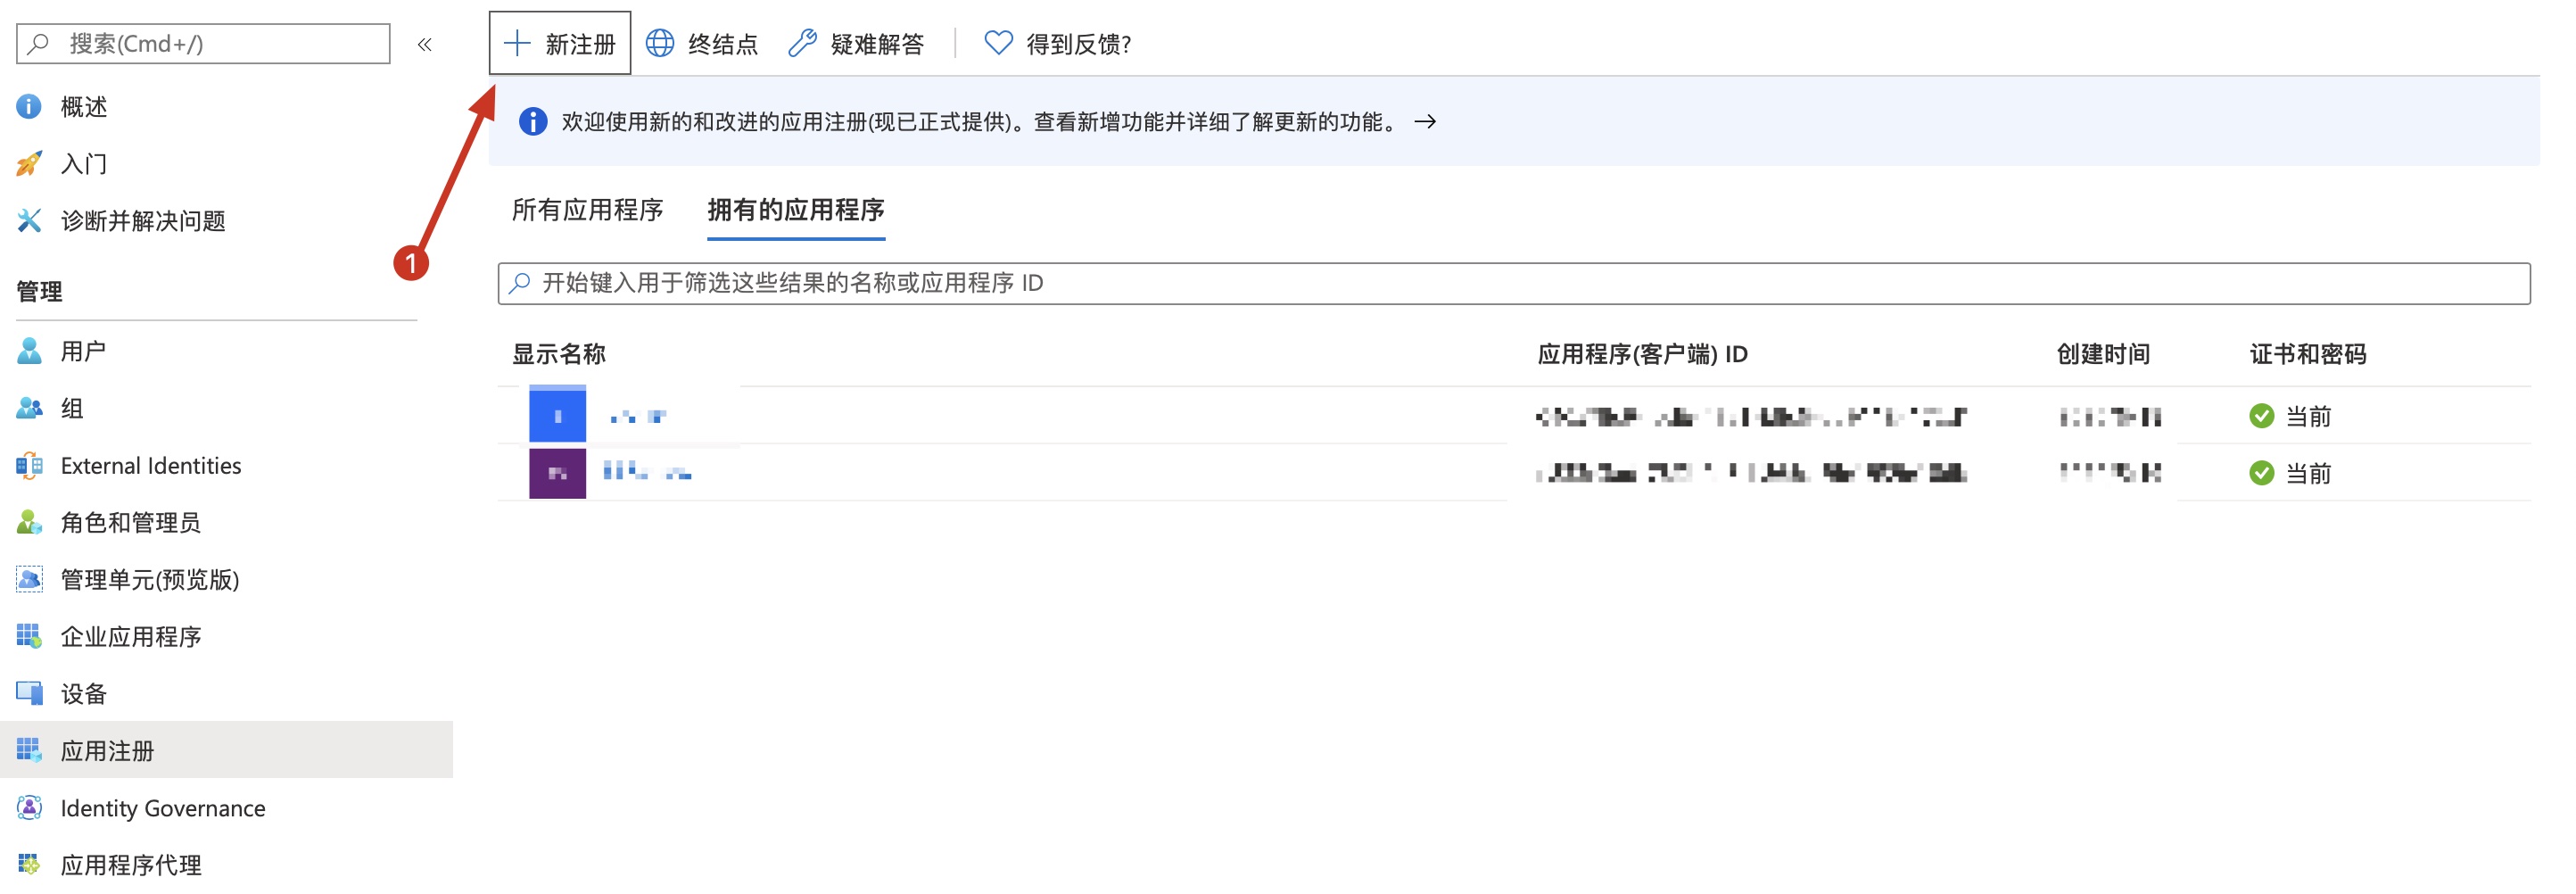 搜索(Cmd+/)
«
概述
入门
诊断并解决问题
管理
用户
组
External Identities
角色和管理员
管理单元(预览版)
企业应用程序
设备
应用注册
Identity Governance
应用程序代理
1
新注册 终结点 疑难解答 得到反馈?
欢迎使用新的和改进的应用注册(现已正式提供)。查看新增功能并详细了解更新的功能。 →
所有应用程序 拥有的应用程序
开始键入用于筛选这些结果的名称或应用程序 ID
显示名称 应用程序(客户端) ID 创建时间 证书和密码
当前
当前